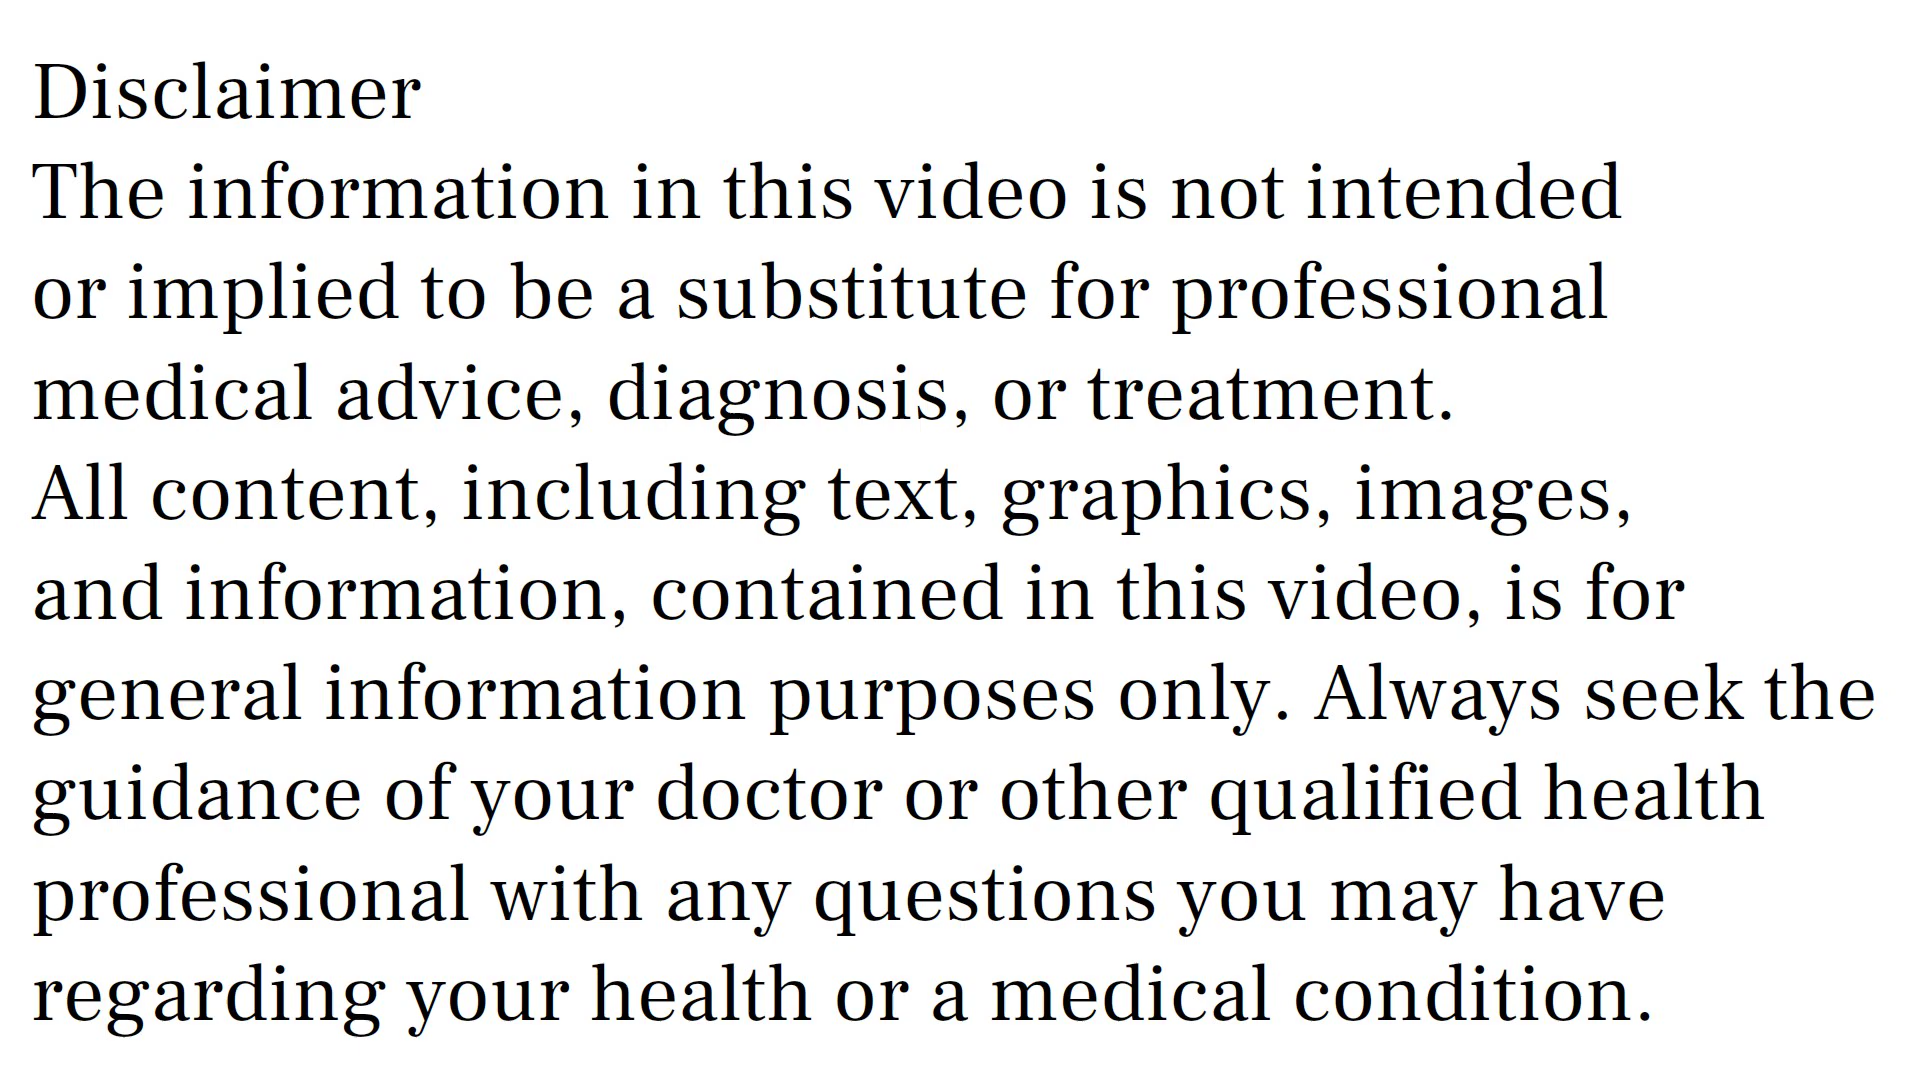 Disclaimer
The information in this video is not intended
or implied to be a substitute for professional
medical advice, diagnosis, or treatment.
All content, including text, graphics, images,
and information, contained in this video, is for
general information purposes only. Always seek the
guidance of your doctor or other qualified health
professional with any questions you may have
regarding your health or a medical condition.